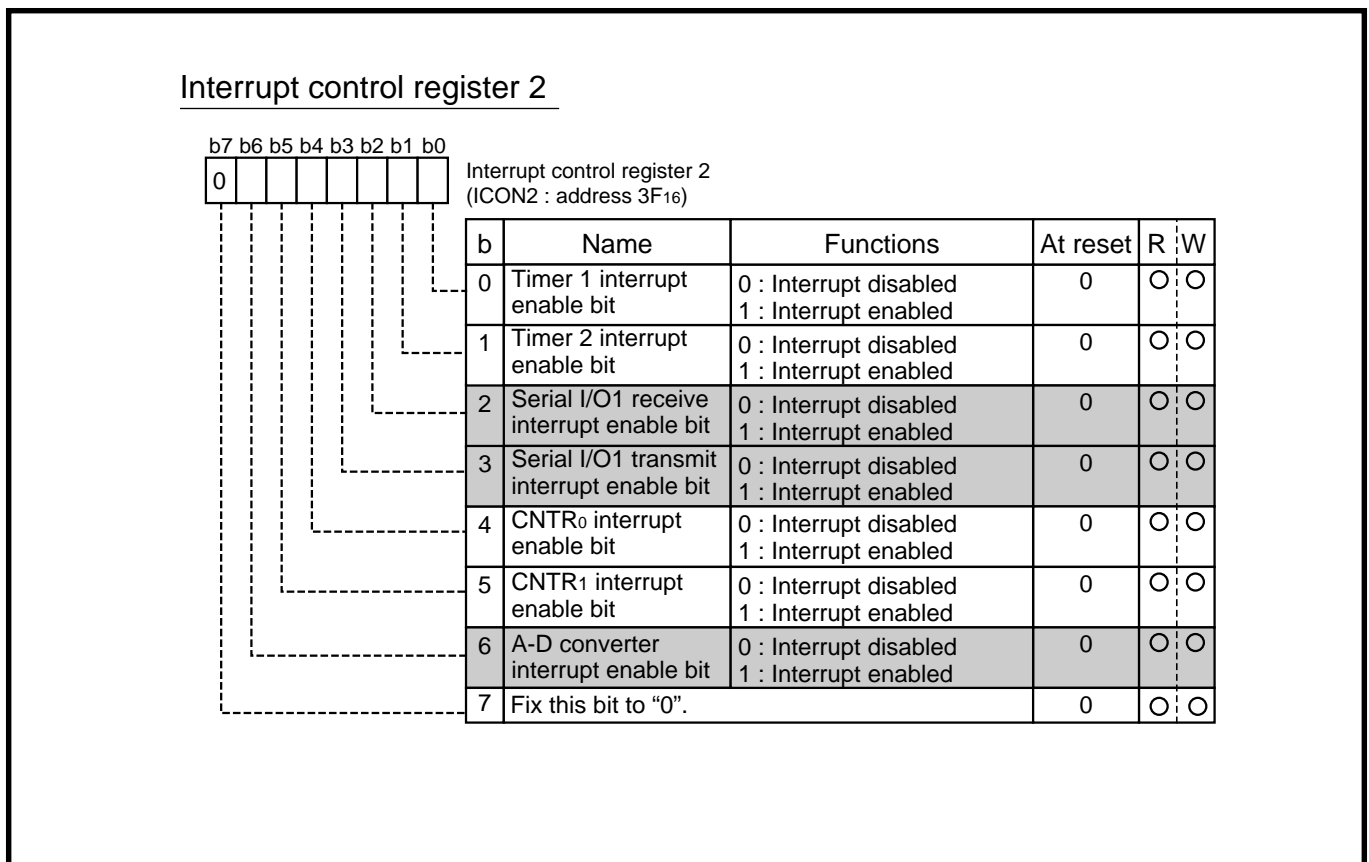 Interrupt control register 2
b7 b6 b5 b4 b3 b2 b1 b0
0
Interrupt control register 2
(ICON2 : address 3F16)
b Name Functions At reset R W
0 Timer 1 interrupt enable bit 0 : Interrupt disabled 0 ○ ○
1 : Interrupt enabled
1 Timer 2 interrupt enable bit 0 : Interrupt disabled 0 ○ ○
1 : Interrupt enabled
2 Serial I/O1 receive interrupt enable bit 0 : Interrupt disabled 0 ○ ○
1 : Interrupt enabled
3 Serial I/O1 transmit interrupt enable bit 0 : Interrupt disabled 0 ○ ○
1 : Interrupt enabled
4 CNTR0 interrupt enable bit 0 : Interrupt disabled 0 ○ ○
1 : Interrupt enabled
5 CNTR1 interrupt enable bit 0 : Interrupt disabled 0 ○ ○
1 : Interrupt enabled
6 A-D converter interrupt enable bit 0 : Interrupt disabled 0 ○ ○
1 : Interrupt enabled
7 Fix this bit to “0”. 0 ○ ○